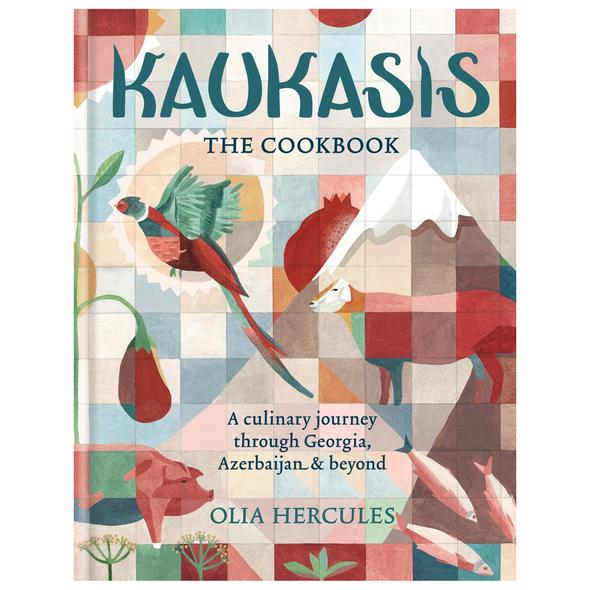 KAUKASIS
THE COOKBOOK
A culinary journey
through Georgia,
Azerbaijan & beyond
OLIA HERCULES